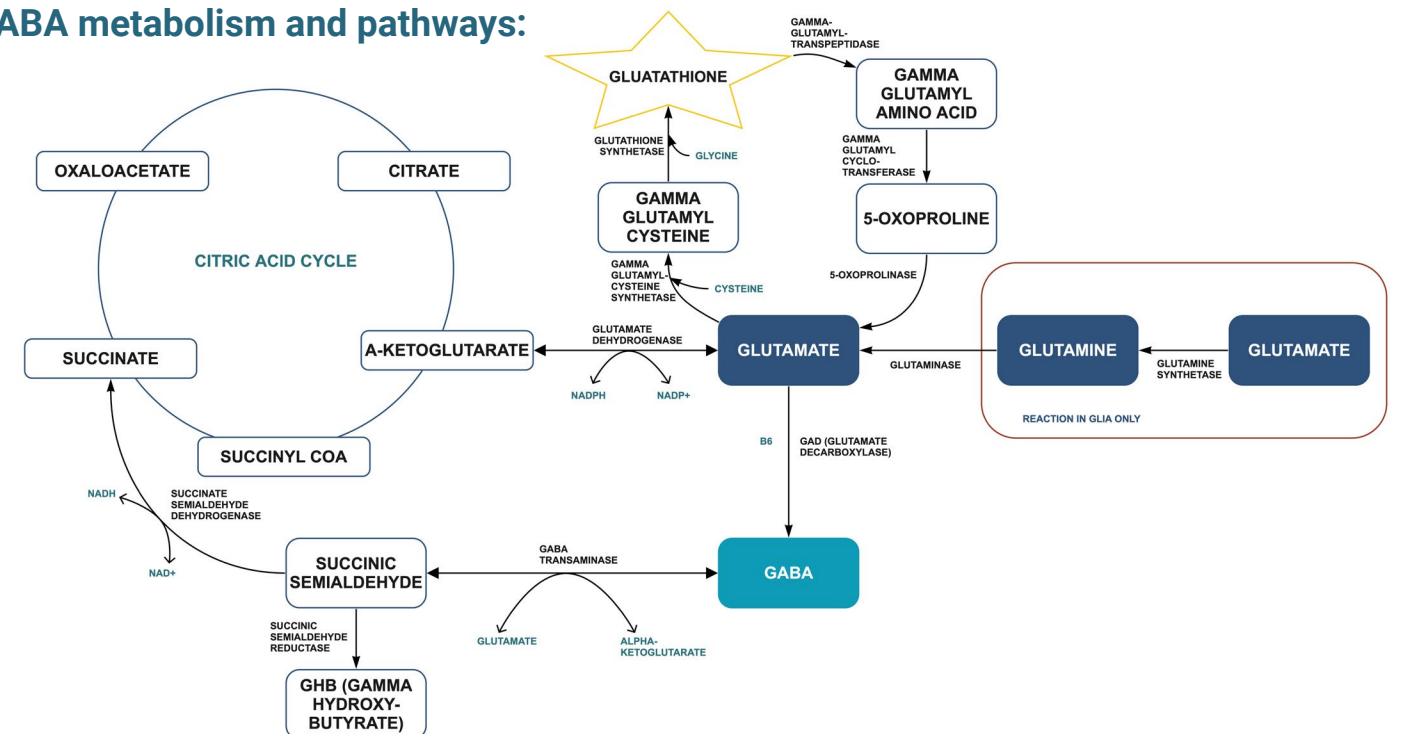 ABA metabolism and pathways:
GAMMA-
GLUTAMYL-
TRANSPEPTIDASE
GLUATATHIONE
GAMMA
GLUTAMYL
AMINO ACID
GLUTATHIONE
SYNTHETASE
GLYCINE
GAMMA
GLUTAMYL
CYCLO-
TRANSFERASE
OXALOACETATE
CITRATE
GAMMA
GLUTAMYL
CYSTEINE
5-OXOPROLINE
CITRIC ACID CYCLE
GAMMA
GLUTAMYL-
CYSTEINE
SYNTHETASE
CYSTEINE
5-OXOPROLINASE
SUCCINATE
A-KETOGLUTARATE
GLUTAMATE
DEHYDROGENASE
NADPH
NADP+
GLUTAMATE
GLUTAMINASE
GLUTAMINE
GLUTAMINE
SYNTHETASE
GLUTAMATE
REACTION IN GLIA ONLY
SUCCINYL COA
B6
GAD (GLUTAMATE
DECARBOXYLASE)
NADH
SUCCINATE
SEMIALDEHYDE
DEHYDROGENASE
NAD+
SUCCINIC
SEMIALDEHYDE
GABA
TRANSAMINASE
GABA
GLUTAMATE
ALPHA-
KETOGLUTARATE
SUCCINIC
SEMIALDEHYDE
REDUCTASE
GHB (GAMMA
HYDROXY-
BUTYRATE)